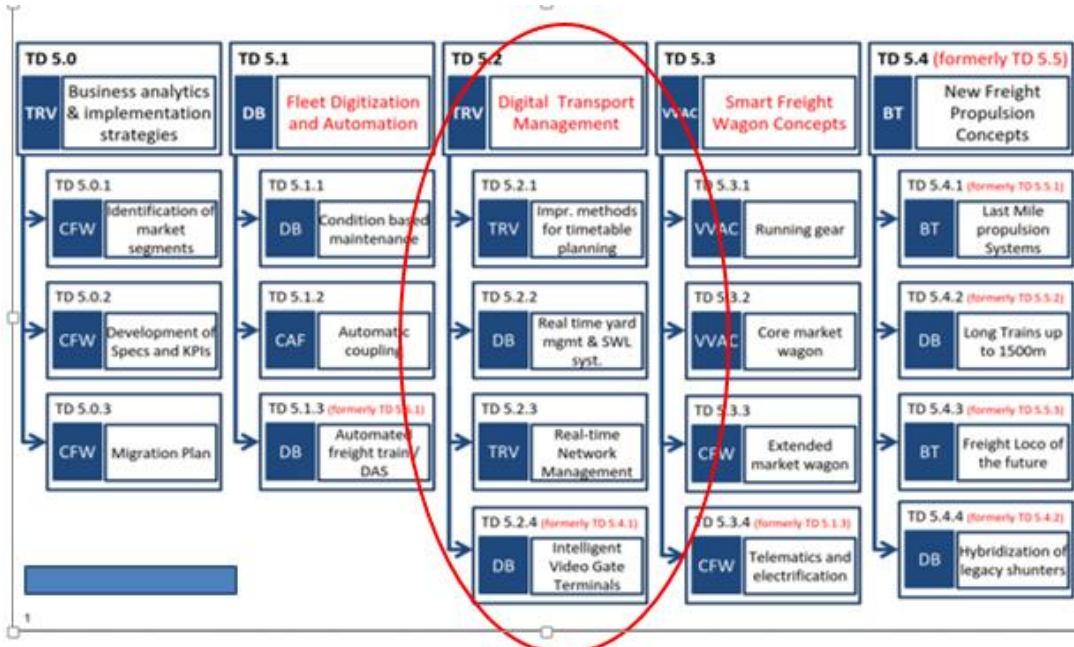 TD 5.0
TRV
Business analytics
& implementation
strategies
TD 5.0.1
CFW
Identification of
market
segments
TD 5.0.2
CFW
Development of
Specs and KPIs
TD 5.0.3
CFW
Migration Plan
TD 5.1
DB
Fleet Digitization
and Automation
TD 5.1.1
DB
Condition based
maintenance
TD 5.1.2
CAF
Automatic
coupling
TD 5.1.3 (formerly TD 5.5.1)
DB
Automated
freight train /
DAS
TD 5.2
TRV
Digital Transport
Management
TD 5.2.1
TRV
Impr. methods
for timetable
planning
TD 5.2.2
DB
Real time yard
mgmt & SWL
syst.
TD 5.2.3
TRV
Real-time
Network
Management
TD 5.2.4 (formerly TD 5.4.1)
DB
Intelligent
Video Gate
Terminals
TD 5.3
VVAC
Smart Freight
Wagon Concepts
TD 5.3.1
VVAC
Running gear
TD 5.3.2
VVAC
Core market
wagon
TD 5.3.3
CFW
Extended
market wagon
TD 5.3.4 (formerly TD 5.1.3)
CFW
Telematics and
electrification
TD 5.4 (formerly TD 5.5)
BT
New Freight
Propulsion
Concepts
TD 5.4.1 (formerly TD 5.5.1)
BT
Last Mile
propulsion
Systems
TD 5.4.2 (formerly TD 5.5.2)
DB
Long Trains up
to 1500m
TD 5.4.3 (formerly TD 5.5.3)
BT
Freight Loco of
the future
TD 5.4.4 (formerly TD 5.4.2)
DB
Hybridization of
legacy shunters
1